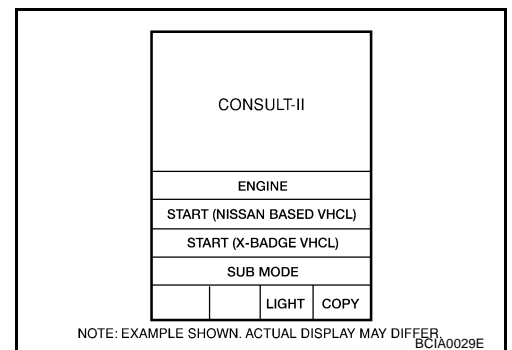 CONSULT-II
ENGINE
START (NISSAN BASED VHCL)
START (X-BADGE VHCL)
SUB MODE
LIGHT COPY
NOTE: EXAMPLE SHOWN. ACTUAL DISPLAY MAY DIFFER.
BCIA0029E